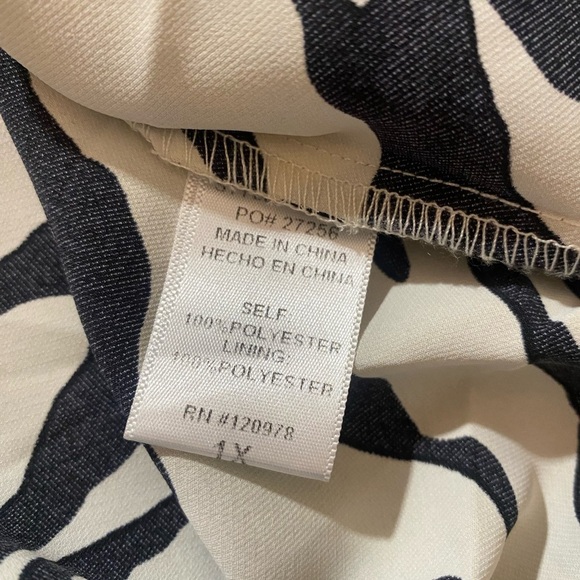 PO# 27256
MADE IN CHINA
HECHO EN CHINA
SELF
100% POLYESTER
LINING
100% POLYESTER
RN #120978
1X